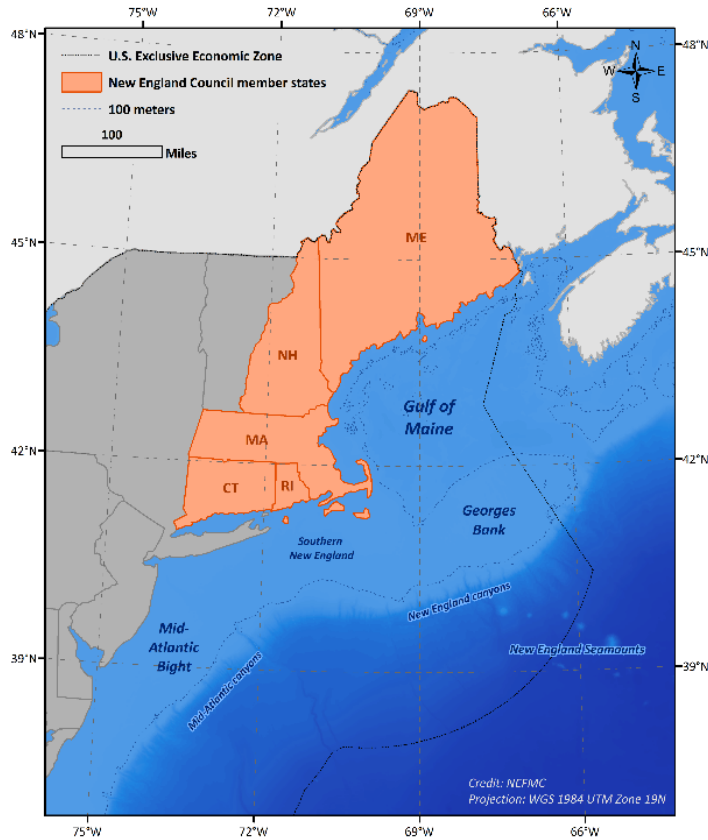 75°W
72°W
69°W
66°W
48°N
48°N
U.S. Exclusive Economic Zone
New England Council member states
100 meters
100
Miles
N
W
E
S
45°N
45°N
ME
NH
Gulf of
Maine
MA
42°N
42°N
CT
RI
Georges
Bank
Southern
New England
New England canyons
Mid-
Atlantic
Bight
New England Seamounts
39°N
39°N
Mid-Atlantic canyons
Credit: NEFMC
Projection: WGS 1984 UTM Zone 19N
75°W
72°W
69°W
66°W